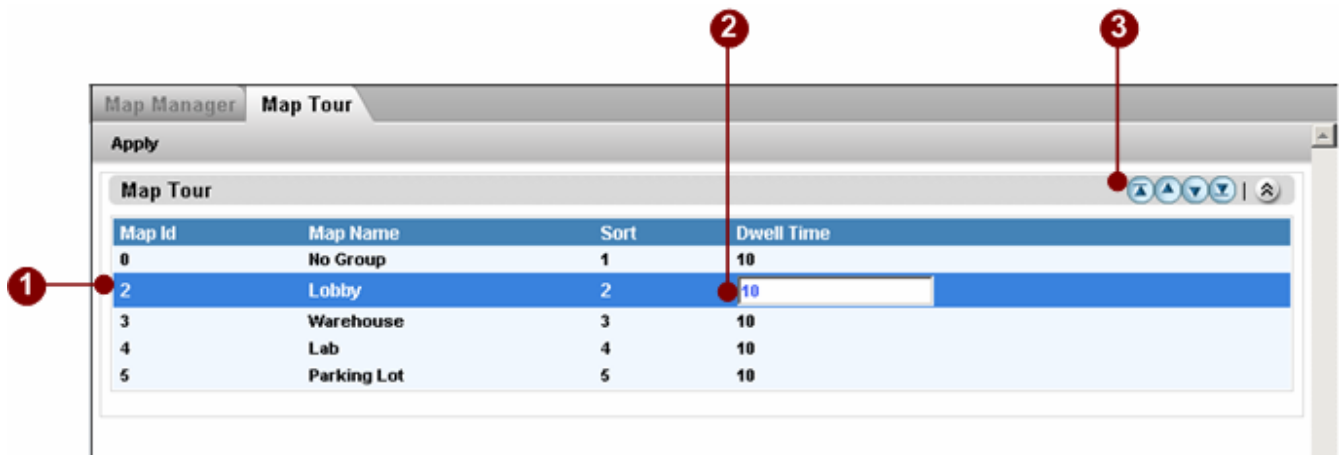 2 3
Map Manager Map Tour
Apply
Map Tour
Map Id Map Name Sort Dwell Time
0 No Group 1 10
1 2 Lobby 2 10
3 Warehouse 3 10
4 Lab 4 10
5 Parking Lot 5 10